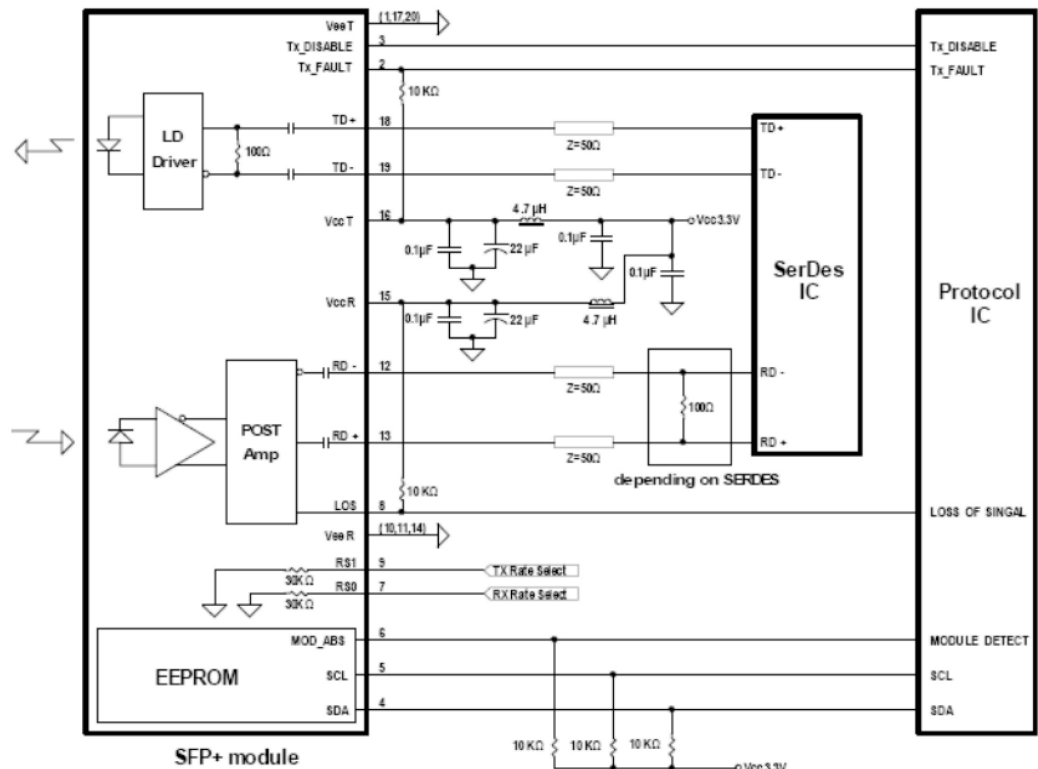 VeeT (1,17,20)
Tx_DISABLE 3 Tx_DISABLE
Tx_FAULT 2 Tx_FAULT
10 KΩ
LD
Driver
100Ω
TD+ 18 TD+
Z=50Ω
TD- 19 TD-
Z=50Ω
VccT 16
4.7 µH
Vcc3.3V
0.1µF
22 µF
0.1µF
0.1µF
SerDes
IC
Protocol
IC
VccR 15
0.1µF
22 µF
4.7 µH
RD - 12 RD -
Z=50Ω
100Ω
POST
Amp
RD + 13 RD +
Z=50Ω
depending on SERDES
10 KΩ
LOS 8 LOSS OF SINGAL
VeeR (10,11,14)
RS1 9 TX Rate Select
30KΩ
RS0 7 RX Rate Select
30KΩ
MOD_ABS 6 MODULE DETECT
EEPROM
SCL 5 SCL
SDA 4 SDA
10 KΩ 10 KΩ 10 KΩ
Vcc3.3V
SFP+ module